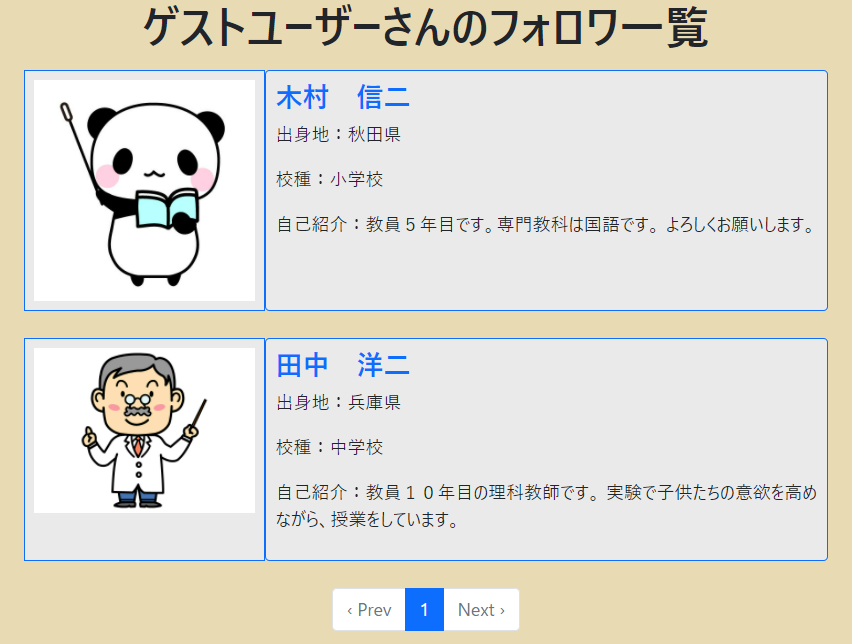 ゲストユーザーさんのフォロワー覧
木村　信二
出身地：秋田県
校種：小学校
自己紹介：教員５年目です。専門教科は国語です。よろしくお願いします。
田中　洋二
出身地：兵庫県
校種：中学校
自己紹介：教員１０年目の理科教師です。実験で子供たちの意欲を高め
ながら、授業をしています。
‹ Prev 1 Next ›